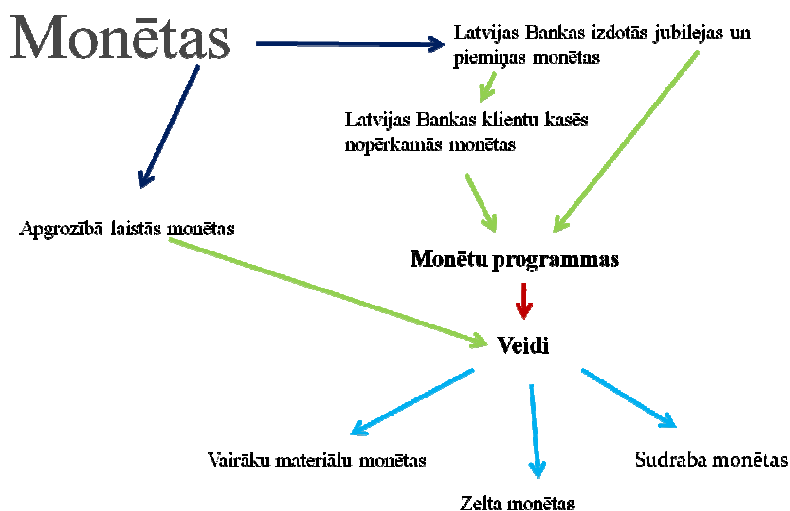 Monētas
Latvijas Bankas izdotās jubilejas un
piemiņas monētas
Latvijas Bankas klientu kasēs
nopērkamās monētas
Apgrozībā laistās monētas
Monētu programmas
Veidi
Vairāku materiālu monētas
Sudraba monētas
Zelta monētas